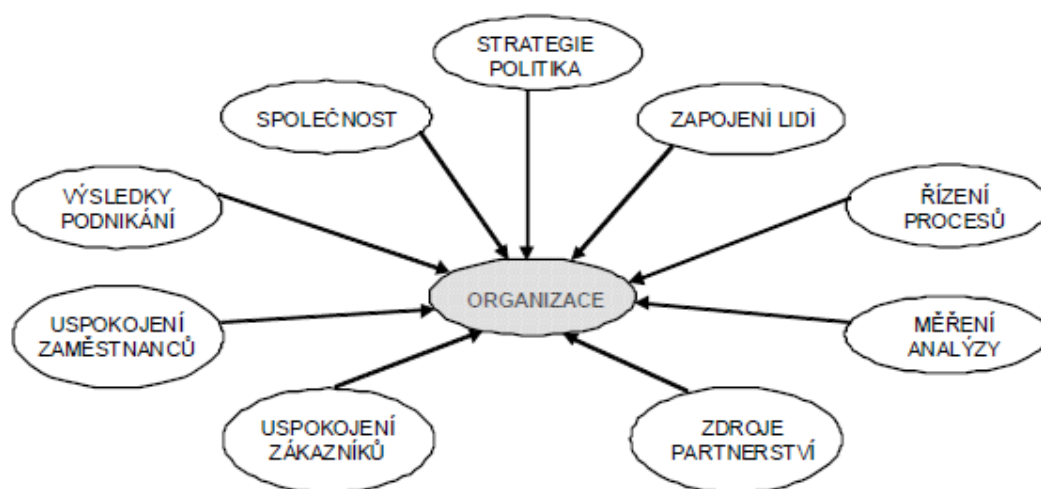 STRATEGIE
POLITIKA
SPOLEČNOST
ZAPOJENÍ LIDÍ
VÝSLEDKY
PODNIKÁNÍ
ŘÍZENÍ
PROCESŮ
ORGANIZACE
USPOKOJENÍ
ZAMĚSTNANCŮ
MĚŘENÍ
ANALÝZY
USPOKOJENÍ
ZÁKAZNÍKŮ
ZDROJE
PARTNERSTVÍ